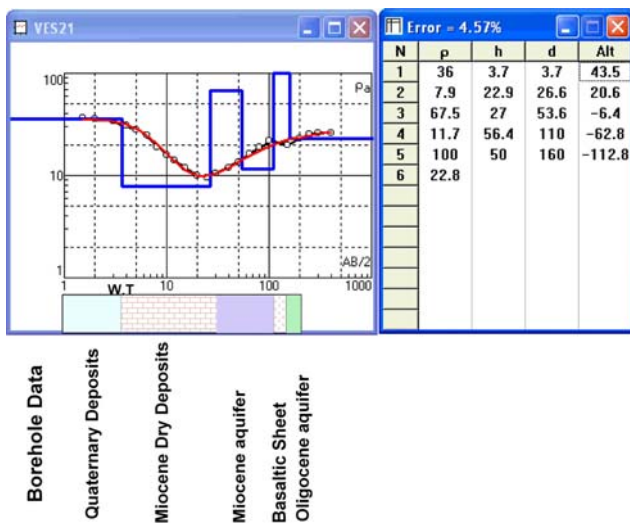 VES21
1000
ρa
100
10
AB/2
1
1 10 100 1000
W.T
Error = 4.57%
N ρ h d Alt
1 36 3.7 3.7 43.5
2 7.9 22.9 26.6 20.6
3 67.5 27 53.6 -6.4
4 11.7 56.4 110 -62.8
5 100 50 160 -112.8
6 22.8
Borehole Data
Quaternary Deposits
Miocene Dry Deposits
Miocene aquifer
Basaltic Sheet
Oligocene aquifer